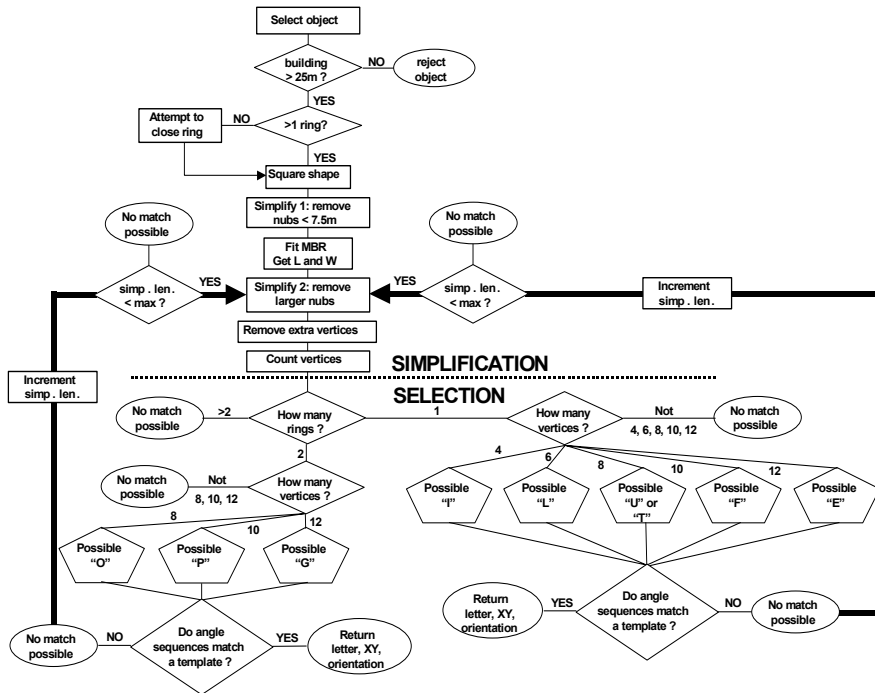 Select object
building
> 25m ?
NO
reject
object
YES
Attempt to
close ring
NO
>1 ring?
YES
Square shape
Simplify 1: remove
nubs < 7.5m
No match
possible
No match
possible
Fit MBR
Get L and W
simp . len.
< max ?
YES
Simplify 2: remove
larger nubs
YES
simp . len.
< max ?
Increment
simp . len.
Remove extra vertices
Count vertices
SIMPLIFICATION
SELECTION
Increment
simp . len.
No match
possible
>2
How many
rings ?
1
How many
vertices ?
Not
4, 6, 8, 10, 12
No match
possible
2
No match
possible
Not
8, 10, 12
How many
vertices ?
4
6
8
10
12
Possible
“I”
Possible
“L”
Possible
“U” or
“T”
Possible
“F”
Possible
“E”
8
10
12
Possible
“O”
Possible
“P”
Possible
“G”
Return
letter, XY,
orientation
YES
Do angle
sequences match
a template ?
NO
No match
possible
No match
possible
NO
Do angle
sequences match
a template ?
YES
Return
letter, XY,
orientation